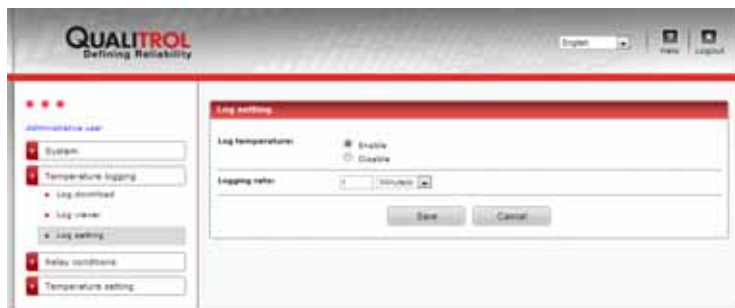 QUALITROL
Defining Reliability
English
Help
Logout
Administrative user
System
Temperature logging
Log download
Log viewer
Log setting
Relay conditions
Temperature setting
Log setting
Log temperature:
Enable
Disable
Logging rate:
Minute(s)
Save
Cancel